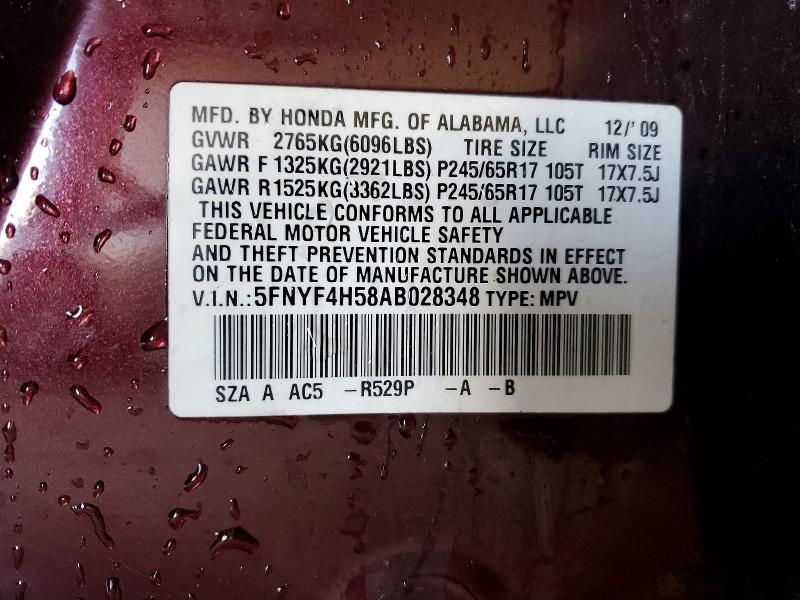 MFD. BY HONDA MFG. OF ALABAMA, LLC 12/'09
GVWR 2765KG(6096LBS) TIRE SIZE RIM SIZE
GAWR F 1325KG(2921LBS) P245/65R17 105T 17X7.5J
GAWR R 1525KG(3362LBS) P245/65R17 105T 17X7.5J
THIS VEHICLE CONFORMS TO ALL APPLICABLE
FEDERAL MOTOR VEHICLE SAFETY
AND THEFT PREVENTION STANDARDS IN EFFECT
ON THE DATE OF MANUFACTURE SHOWN ABOVE.
V.I.N.:5FNYF4H58AB028348 TYPE: MPV
SZA A AC5 -R529P -A -B